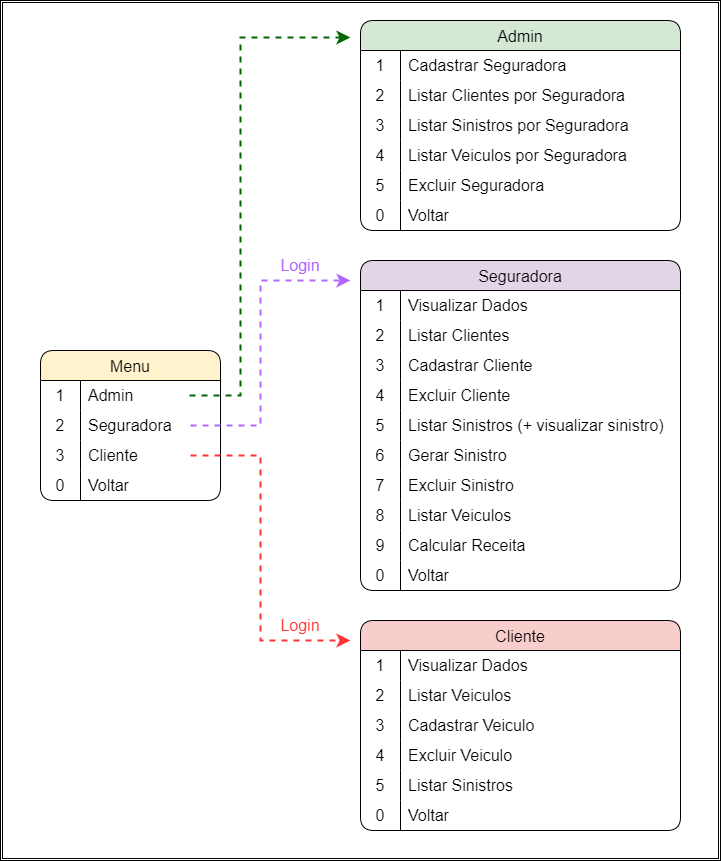 Admin
1 Cadastrar Seguradora
2 Listar Clientes por Seguradora
3 Listar Sinistros por Seguradora
4 Listar Veiculos por Seguradora
5 Excluir Seguradora
0 Voltar
Login
Seguradora
1 Visualizar Dados
2 Listar Clientes
3 Cadastrar Cliente
4 Excluir Cliente
5 Listar Sinistros (+ visualizar sinistro)
6 Gerar Sinistro
7 Excluir Sinistro
8 Listar Veiculos
9 Calcular Receita
0 Voltar
Menu
1 Admin
2 Seguradora
3 Cliente
0 Voltar
Login
Cliente
1 Visualizar Dados
2 Listar Veiculos
3 Cadastrar Veiculo
4 Excluir Veiculo
5 Listar Sinistros
0 Voltar